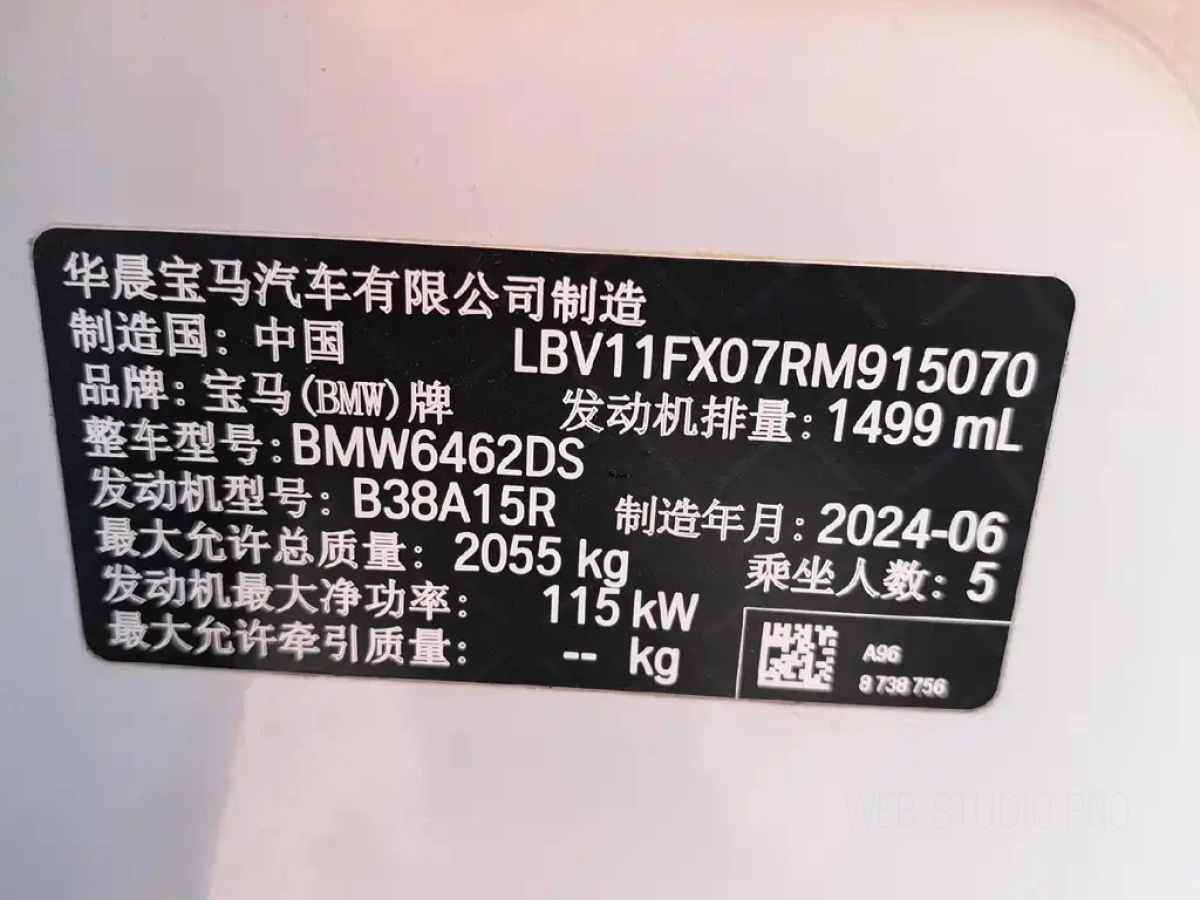 华晨宝马汽车有限公司制造
制造国：中国
LBV11FX07RM915070
品牌：宝马(BMW)牌
发动机排量：1499 mL
整车型号：BMW6462DS
发动机型号：B38A15R
制造年月：2024-06
最大允许总质量：2055 kg
乘坐人数：5
发动机最大净功率：115 kW
最大允许牵引质量：-- kg
A96
8 738 756
WEB-STUDIO.PRO